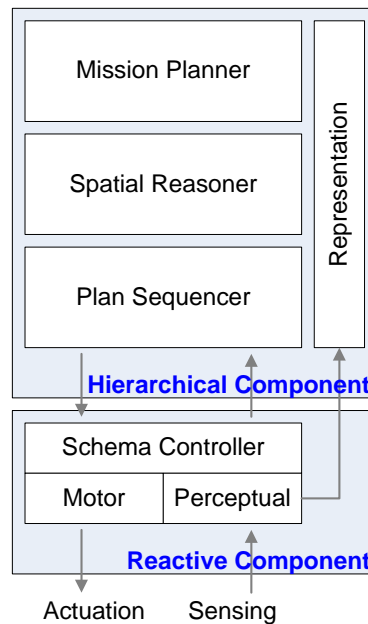 Mission Planner
Spatial Reasoner
Plan Sequencer
Representation
Hierarchical Component
Schema Controller
Motor
Perceptual
Reactive Component
Actuation
Sensing